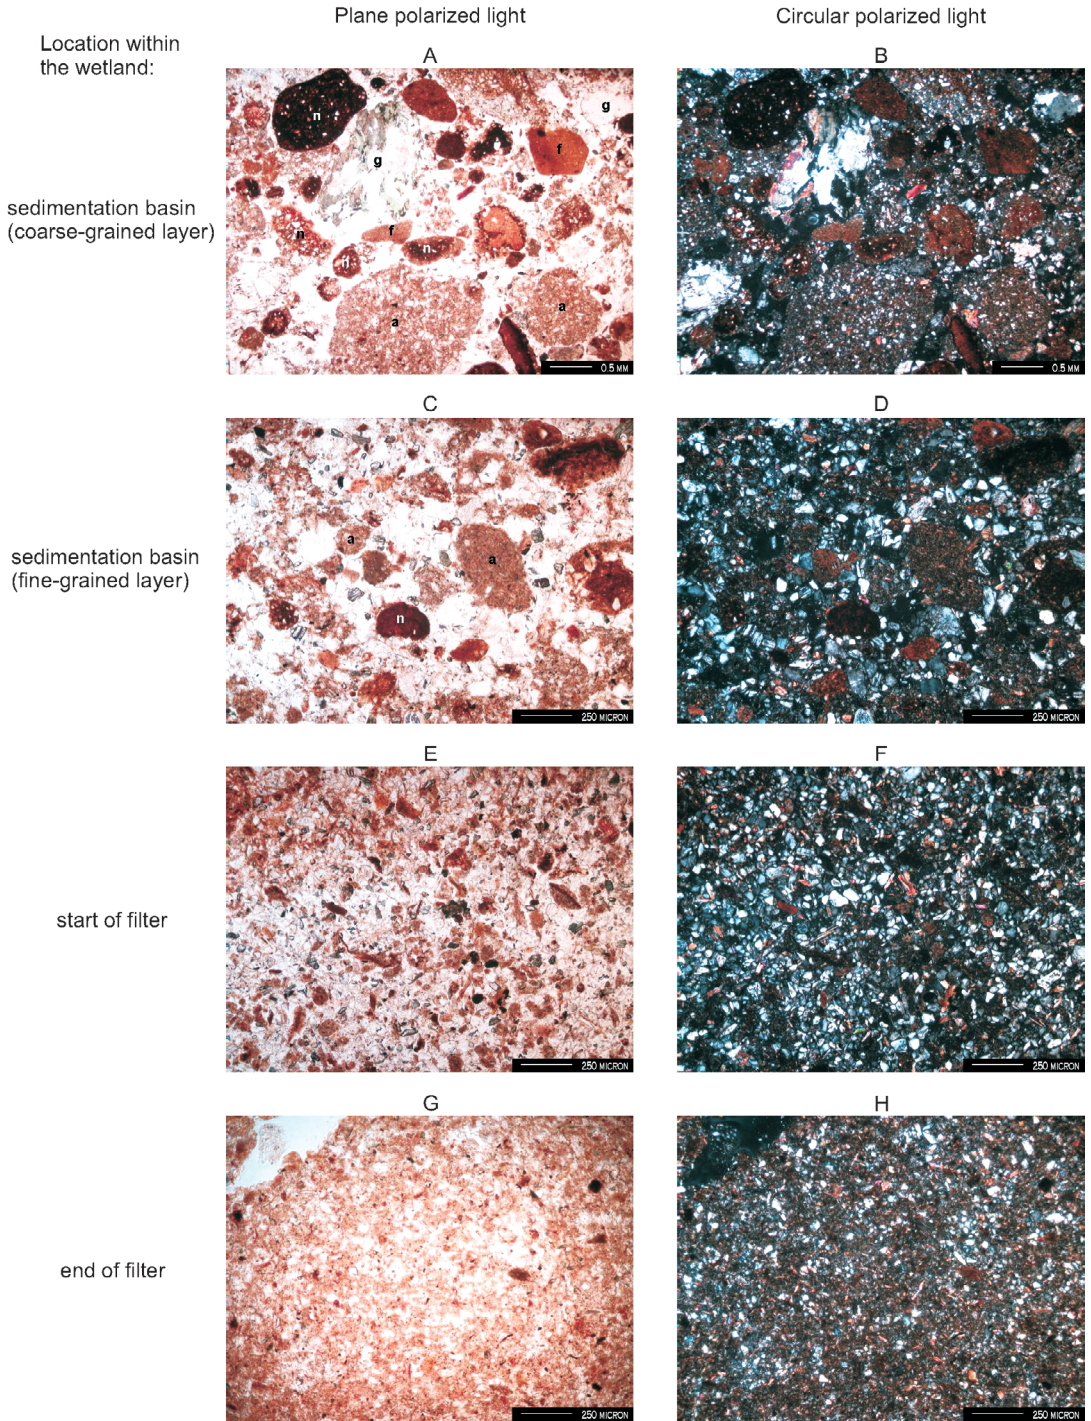 Plane polarized light
Circular polarized light
Location within
the wetland:
A
B
n
g
g
f
n
f
n
n
a
a
0.5 MM
0.5 MM
sedimentation basin
(coarse-grained layer)
C
D
a
a
n
250 MICRON
250 MICRON
sedimentation basin
(fine-grained layer)
E
F
start of filter
250 MICRON
250 MICRON
G
H
end of filter
250 MICRON
250 MICRON